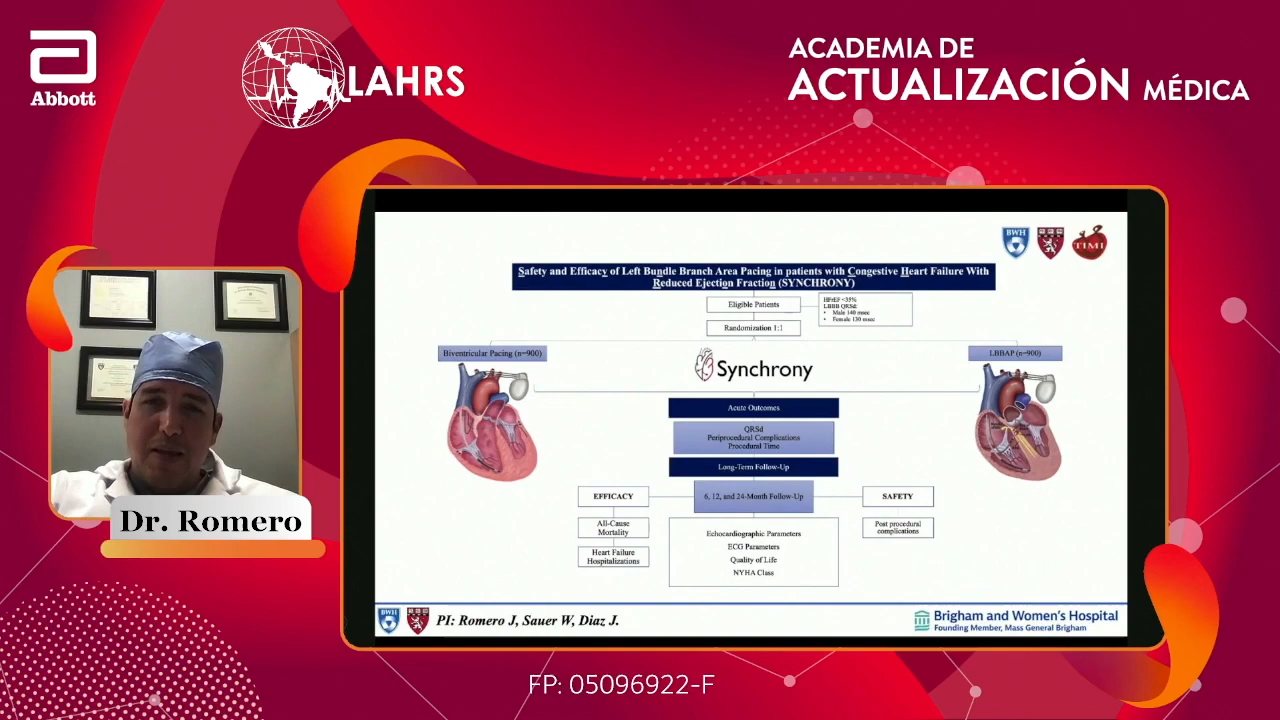 Abbott
LAHRS
ACADEMIA DE
ACTUALIZACIÓN MÉDICA
BWH
TIMI
Safety and Efficacy of Left Bundle Branch Area Pacing in patients with Congestive Heart Failure With
Reduced Ejection Fraction (SYNCHRONY)
Eligible Patients
HFrEF <35%
LBBB QRSd:
• Male 140 msec
• Female 130 msec
Randomization 1:1
Biventricular Pacing (n=900)
LBBAP (n=900)
Synchrony
Acute Outcomes
QRSd
Periprocedural Complications
Procedural Time
Long-Term Follow-Up
EFFICACY
6, 12, and 24-Month Follow-Up
SAFETY
All-Cause
Mortality
Post procedural
complications
Heart Failure
Hospitalizations
Echocardiographic Parameters
ECG Parameters
Quality of Life
NYHA Class
Dr. Romero
BWH
PI: Romero J, Sauer W, Diaz J.
Brigham and Women's Hospital
Founding Member, Mass General Brigham
FP: 05096922-F